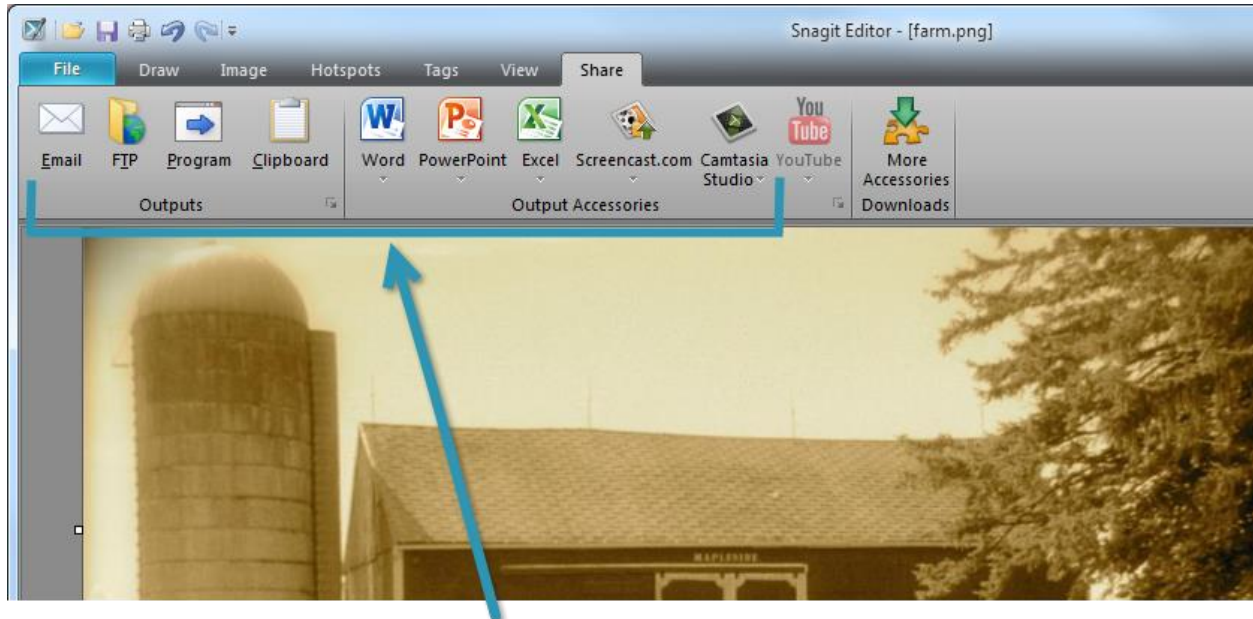 Snagit Editor - [farm.png]
File Draw Image Hotspots Tags View Share
Email FTP Program Clipboard Word PowerPoint Excel Screencast.com Camtasia Studio You Tube YouTube More Accessories
Outputs Output Accessories Downloads
MAPLESIDE